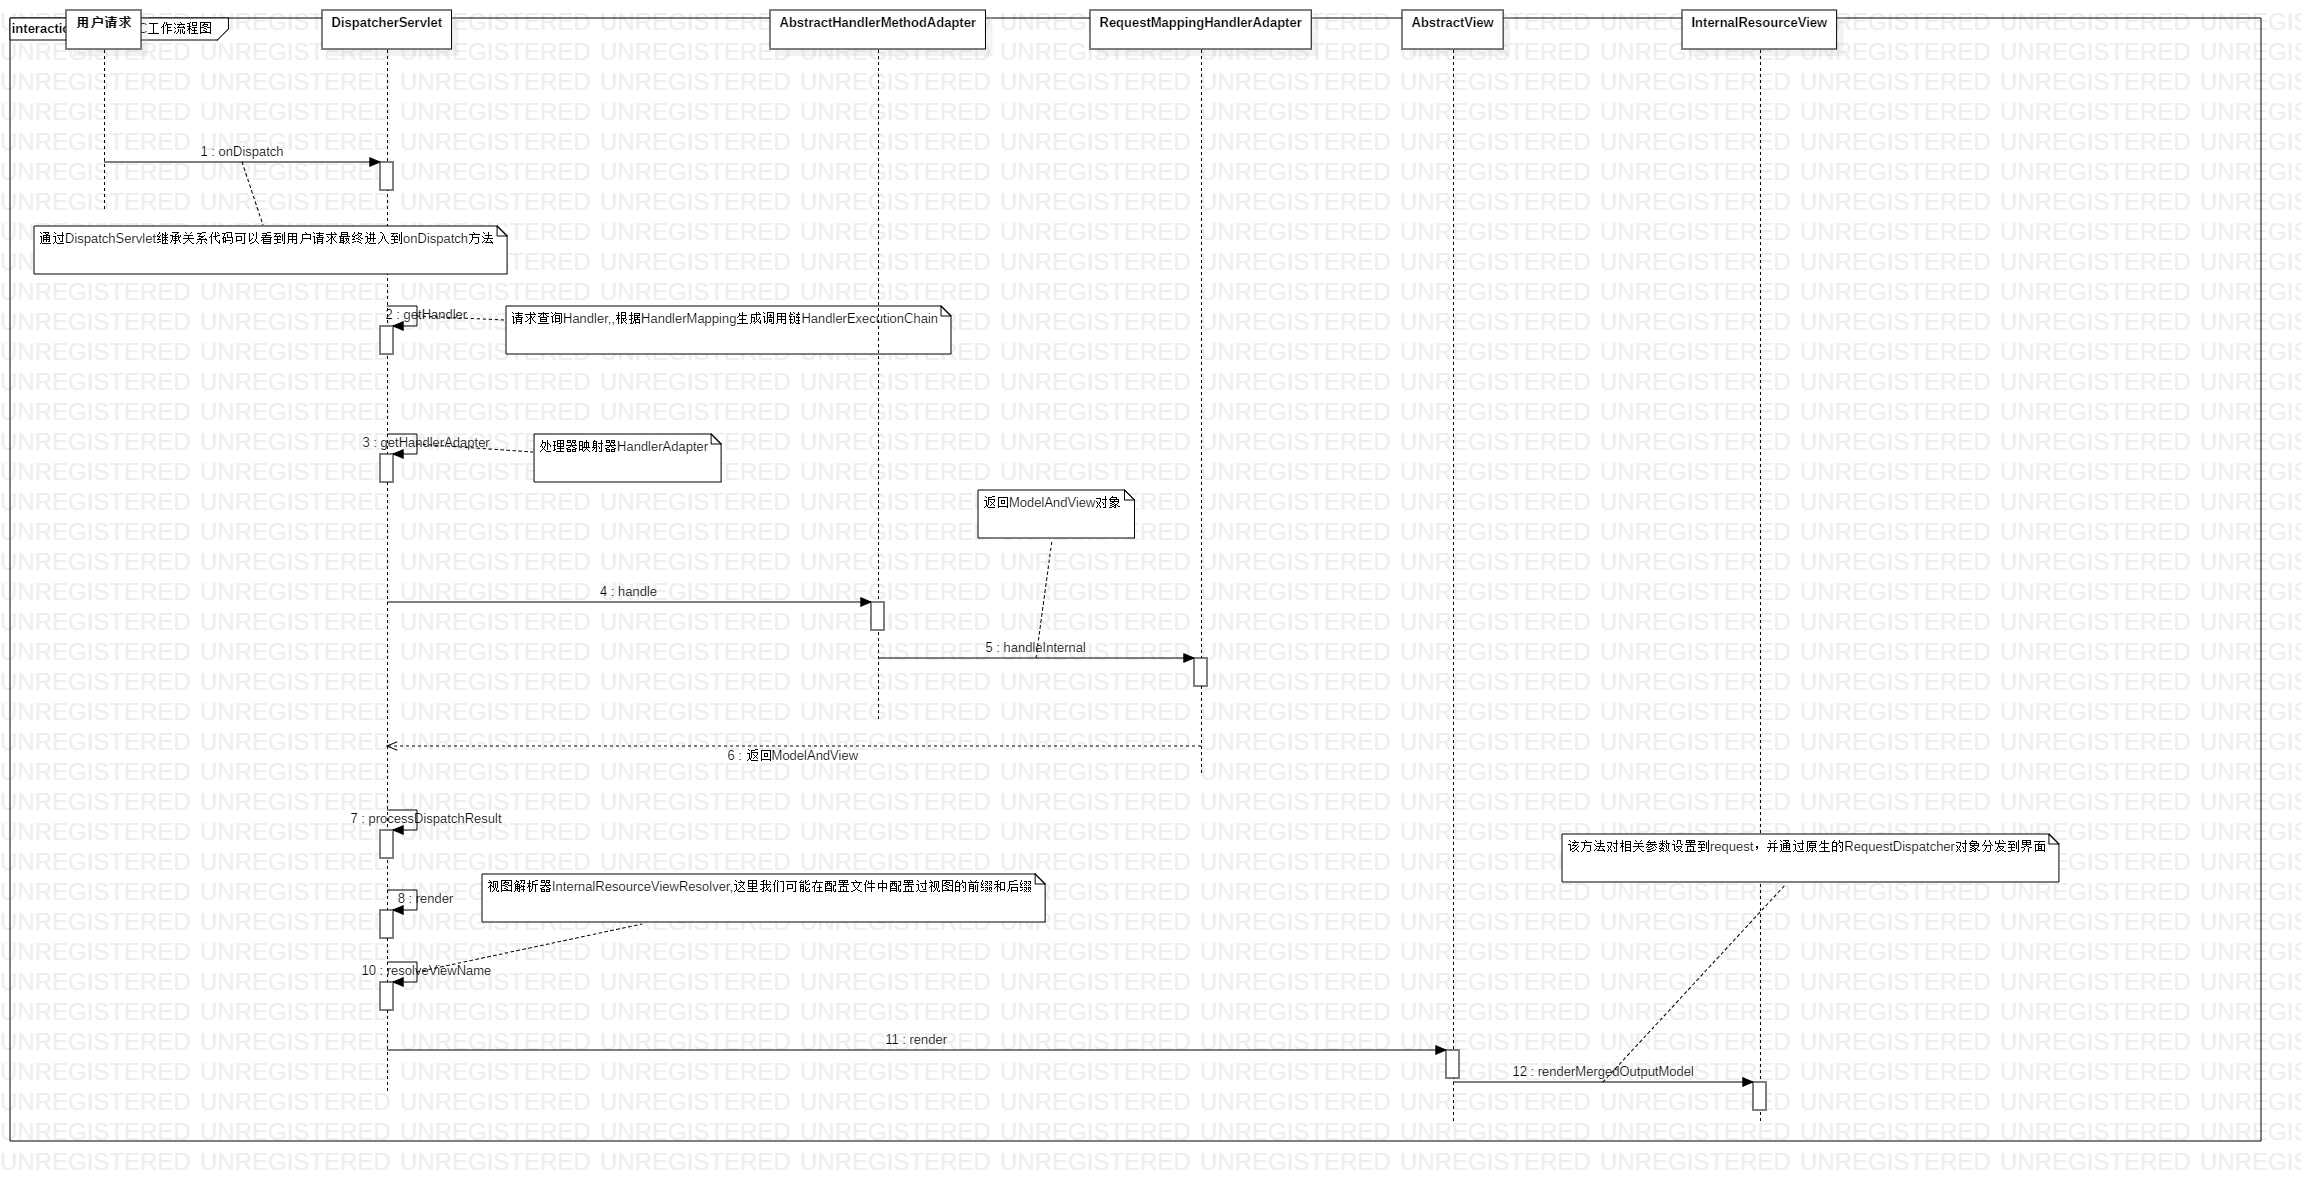 用户请求
DispatcherServlet
AbstractHandlerMethodAdapter
RequestMappingHandlerAdapter
AbstractView
InternalResourceView
C工作流程图
1 : onDispatch
通过DispatchServlet继承关系代码可以看到用户请求最终进入到onDispatch方法
2 : getHandler
请求查询Handler,,根据HandlerMapping生成调用链HandlerExecutionChain
3 : getHandlerAdapter
处理器映射器HandlerAdapter
返回ModelAndView对象
4 : handle
5 : handleInternal
6 : 返回ModelAndView
7 : processDispatchResult
该方法对相关参数设置到request，并通过原生的RequestDispatcher对象分发到界面
视图解析器InternalResourceViewResolver,这里我们可能在配置文件中配置过视图的前缀和后缀
8 : render
10 : resolveViewName
11 : render
12 : renderMergedOutputModel
UNREGISTERED